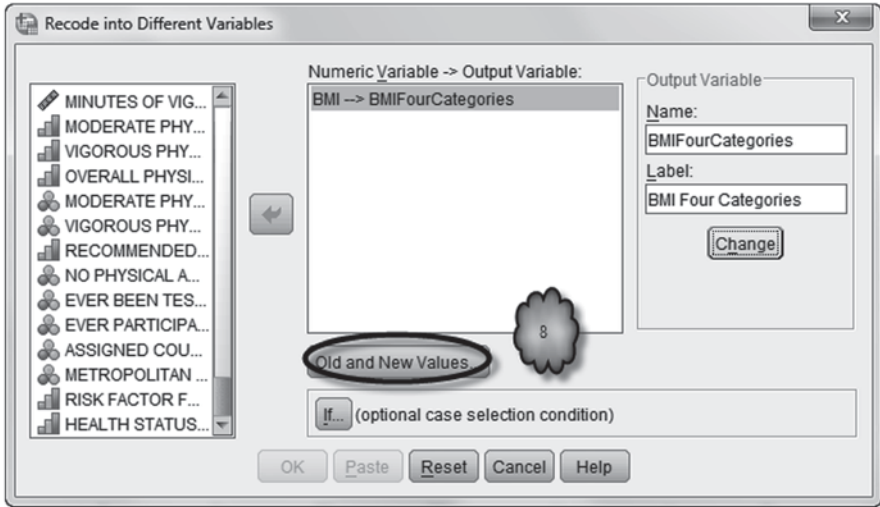 Recode into Different Variables
x
MINUTES OF VIG...
MODERATE PHY...
VIGOROUS PHY...
OVERALL PHYSI...
MODERATE PHY...
VIGOROUS PHY...
RECOMMENDED...
NO PHYSICAL A...
EVER BEEN TES...
EVER PARTICIPA...
ASSIGNED COU...
METROPOLITAN ...
RISK FACTOR F...
HEALTH STATUS...
Numeric Variable -> Output Variable:
BMI --> BMIFourCategories
Output Variable
Name:
BMIFourCategories
Label:
BMI Four Categories
Change
8
Old and New Values...
If... (optional case selection condition)
OK Paste Reset Cancel Help